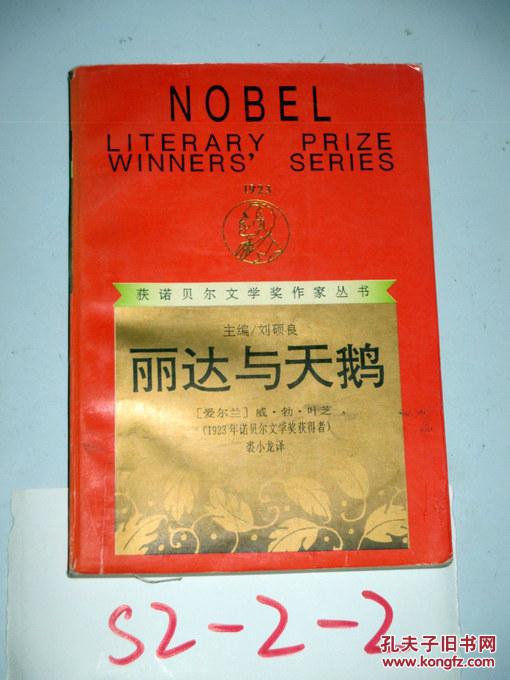 NOBEL
LITERARY PRIZE
WINNERS' SERIES
1923
获诺贝尔文学奖作家丛书
主编/刘硕良
丽达与天鹅
[爱尔兰]威·勃·叶芝
(1923年诺贝尔文学奖获得者)
裘小龙译
S2-2-2
孔夫子旧书网
www.kongfz.com